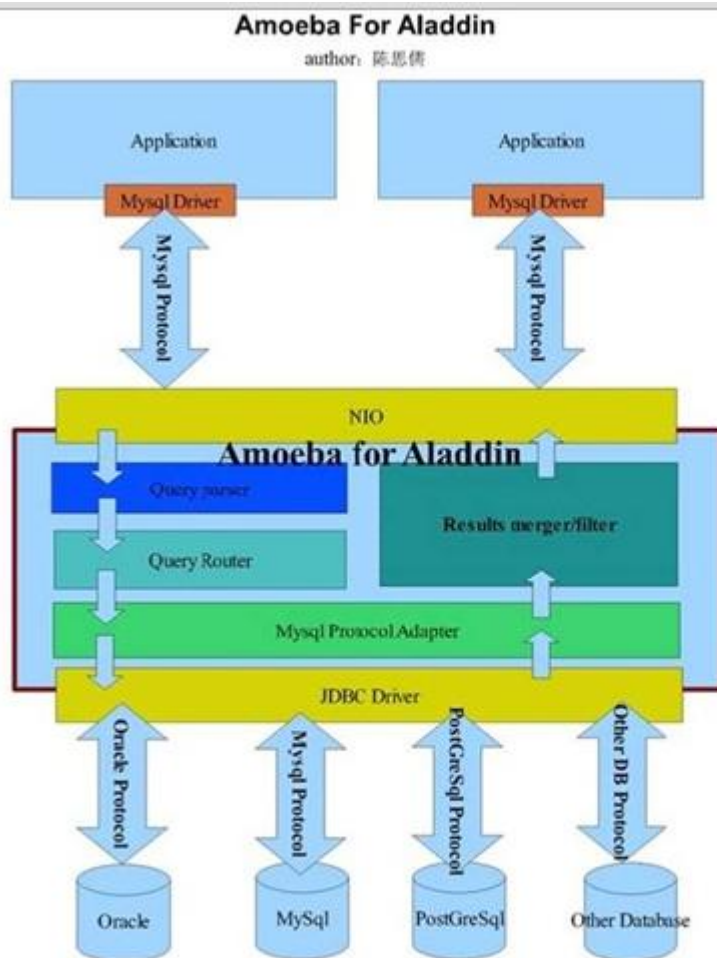 Amoeba For Aladdin
author: 陈思儒
Application
Application
Mysql Driver
Mysql Driver
Mysql Protocol
Mysql Protocol
NIO
Amoeba for Aladdin
Query parser
Results merger/filter
Query Router
Mysql Protocol Adapter
JDBC Driver
Oracle Protocol
Mysql Protocol
PostGreSql Protocol
Other DB Protocol
Oracle
MySql
PostGreSql
Other Database